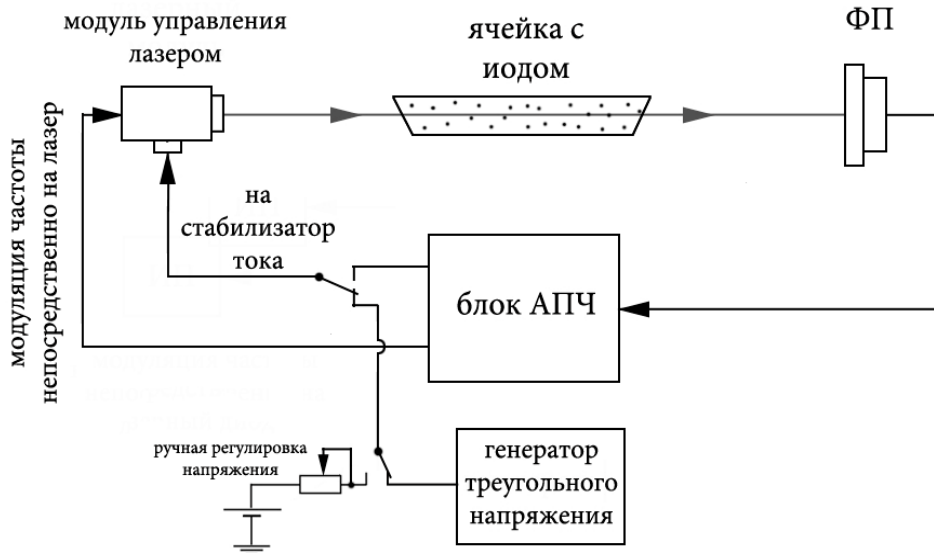 модуль управления
лазером
ячейка с
иодом
ФП
модуляция частоты
непосредственно на лазер
на
стабилизатор
тока
блок АПЧ
ручная регулировка
напряжения
генератор
треугольного
напряжения